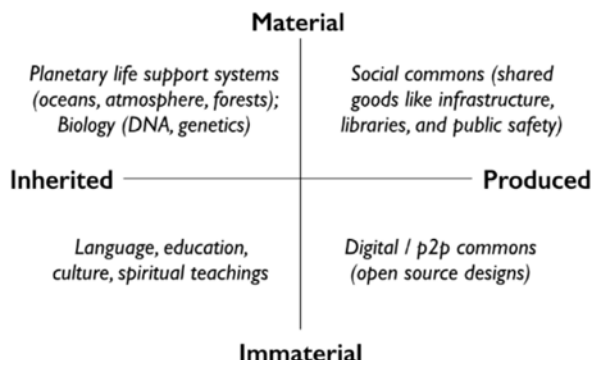 Material
Planetary life support systems
(oceans, atmosphere, forests);
Biology (DNA, genetics)
Social commons (shared
goods like infrastructure,
libraries, and public safety)
Inherited
Produced
Language, education,
culture, spiritual teachings
Digital / p2p commons
(open source designs)
Immaterial